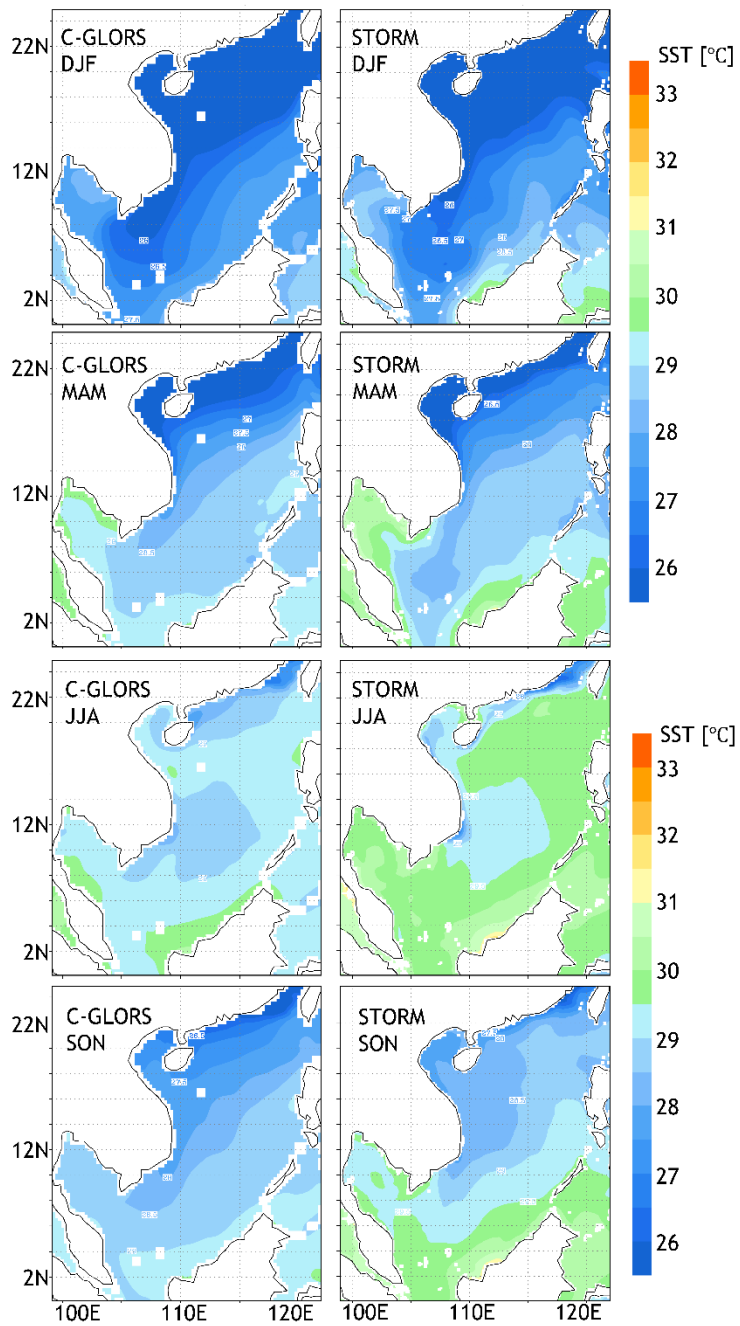 C-GLORS
DJF
STORM
DJF
SST [°C]
22N
12N
2N
33
32
31
30
29
28
27
26
C-GLORS
MAM
STORM
MAM
22N
12N
2N
C-GLORS
JJA
STORM
JJA
SST [°C]
22N
12N
2N
33
32
31
30
29
28
27
26
C-GLORS
SON
STORM
SON
22N
12N
2N
100E
110E
120E
100E
110E
120E